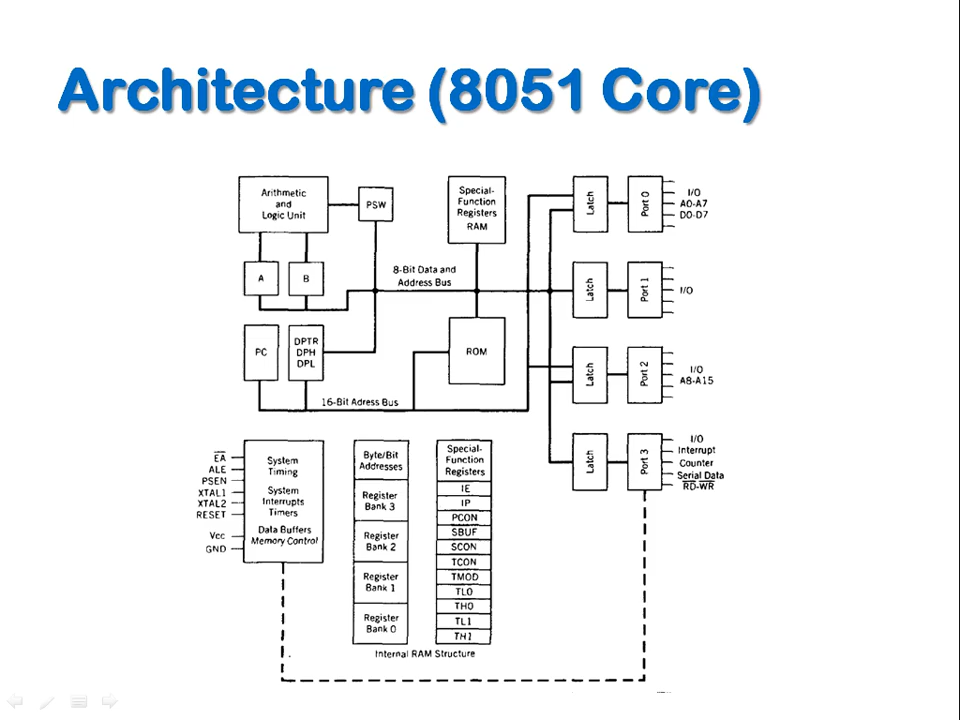 Architecture (8051 Core)
Arithmetic
and
Logic Unit
PSW
Special-
Function
Registers
RAM
Latch
Port 0
I/O
A0-A7
D0-D7
A
B
8-Bit Data and
Address Bus
Latch
Port 1
I/O
PC
DPTR
DPH
DPL
ROM
Latch
Port 2
I/O
A8-A15
16-Bit Adress Bus
EA
ALE
PSEN
XTAL1
XTAL2
RESET
Vcc
GND
System
Timing
System
Interrupts
Timers
Data Buffers
Memory Control
Byte/Bit
Addresses
Register
Bank 3
Register
Bank 2
Register
Bank 1
Register
Bank 0
Special-
Function
Registers
IE
IP
PCON
SBUF
SCON
TCON
TMOD
TL0
TH0
TL1
TH1
Internal RAM Structure
Latch
Port 3
I/O
Interrupt
Counter
Serial Data
RD-WR